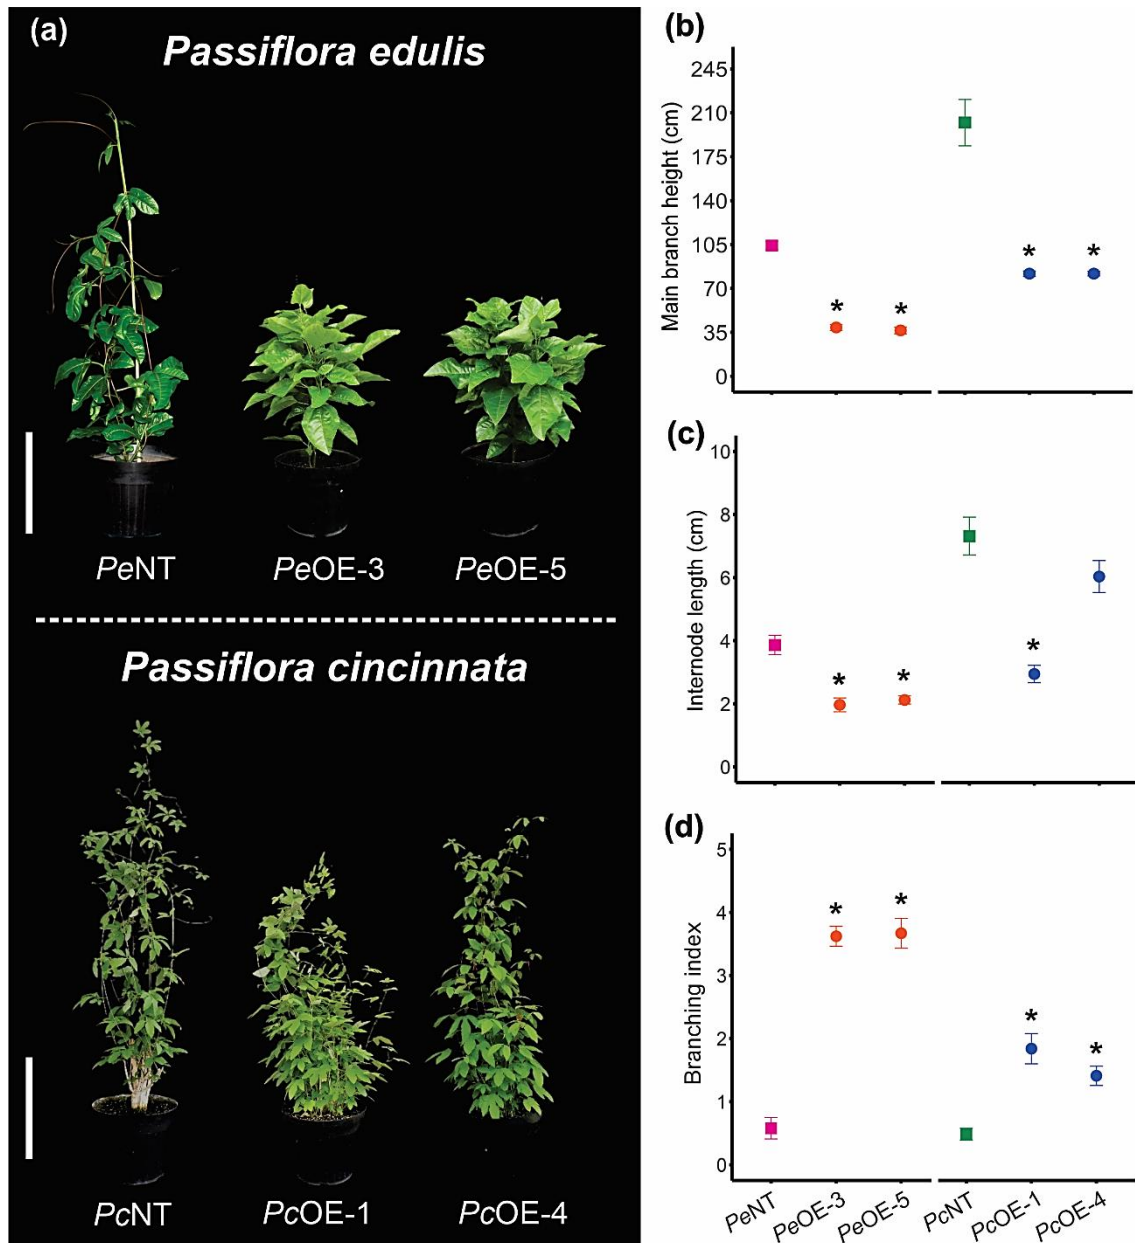 (a)
Passiflora edulis
PeNT PeOE-3 PeOE-5
Passiflora cincinnata
PcNT PcOE-1 PcOE-4
(b)
Main branch height (cm)
245
210
175
140
105
70
35
0
*
*
*
*
(c)
Internode length (cm)
10
8
6
4
2
0
*
*
*
(d)
Branching index
5
4
3
2
1
0
*
*
*
*
PeNT
PeOE-3
PeOE-5
PcNT
PcOE-1
PcOE-4